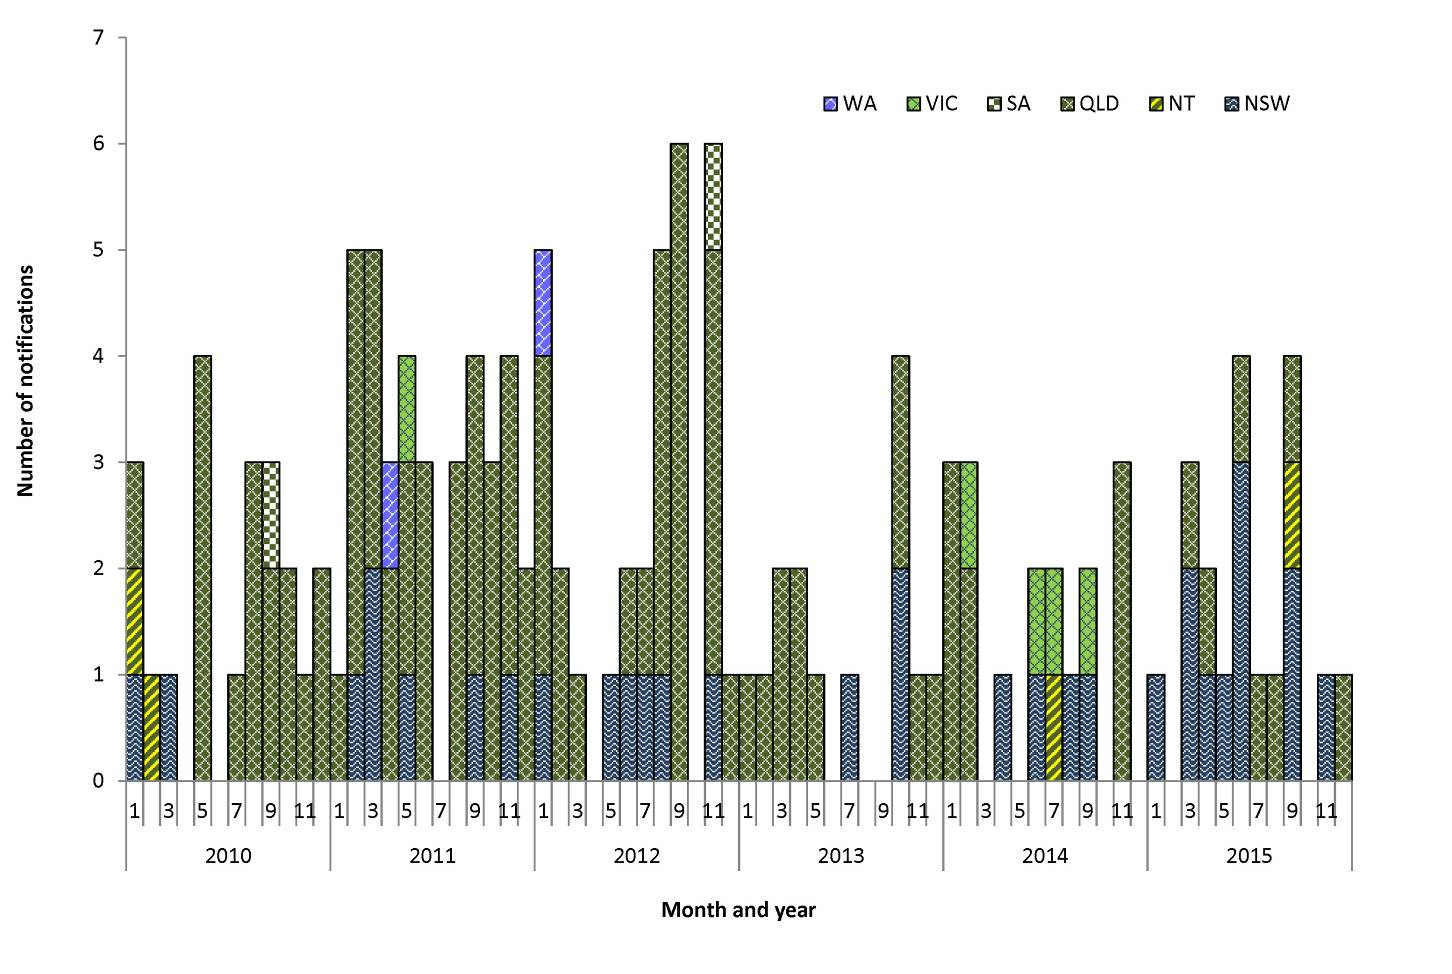 7
WA VIC SA QLD NT NSW
6
5
4
3
2
1
0
Number of notifications
1 3 5 7 9 11 1 3 5 7 9 11 1 3 5 7 9 11 1 3 5 7 9 11 1 3 5 7 9 11 1 3 5 7 9 11
2010 2011 2012 2013 2014 2015
Month and year